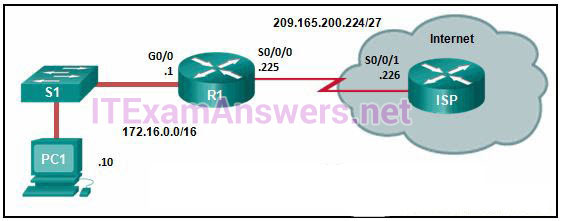 209.165.200.224/27
Internet
G0/0
.1
S0/0/0
.225
S0/0/1
.226
S1
R1
ISP
ITExamAnswers.net
172.16.0.0/16
PC1
.10